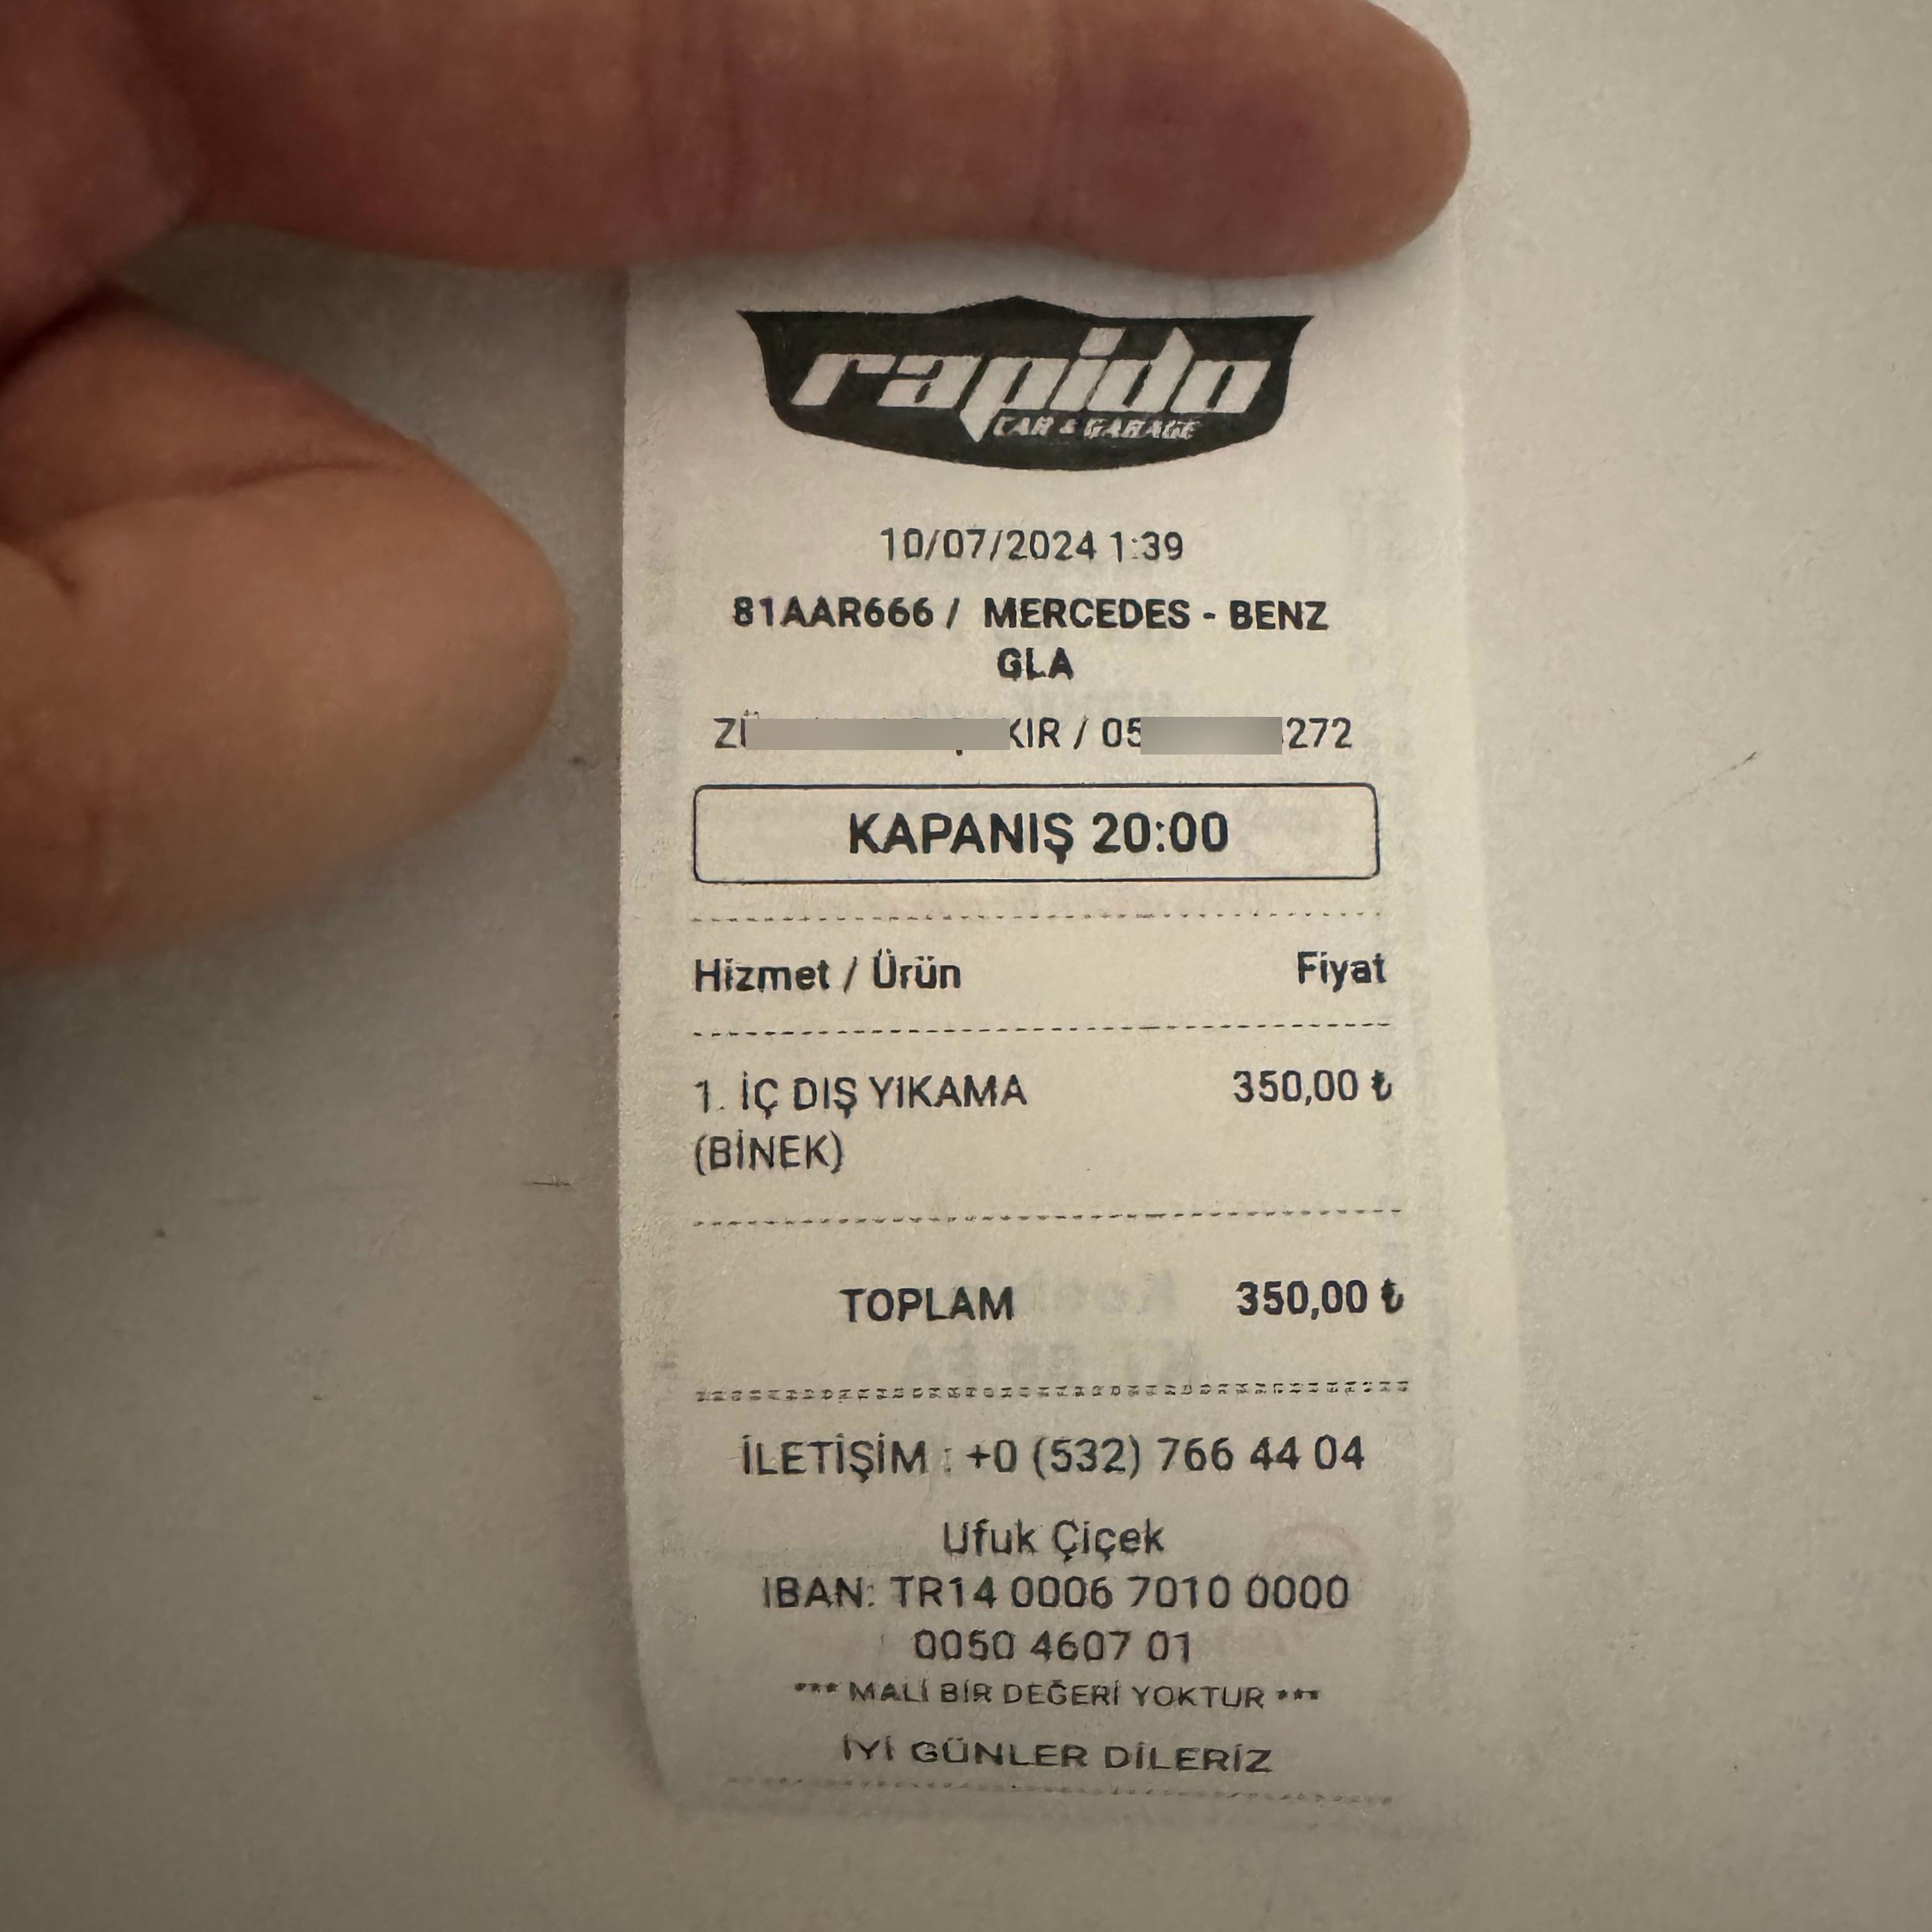 rapido
CAR & GARAGE
10/07/2024 1:39
81AAR666 / MERCEDES - BENZ
GLA
/ 05 272
KAPANIŞ 20:00
Hizmet / Ürün Fiyat
1. İÇ DIŞ YIKAMA 350,00 ₺
(BİNEK)
TOPLAM 350,00 ₺
İLETİŞİM : +0 (532) 766 44 04
Ufuk Çiçek
IBAN: TR14 0006 7010 0000
0050 4607 01
*** MALİ BİR DEĞERİ YOKTUR ***
İYİ GÜNLER DİLERİZ